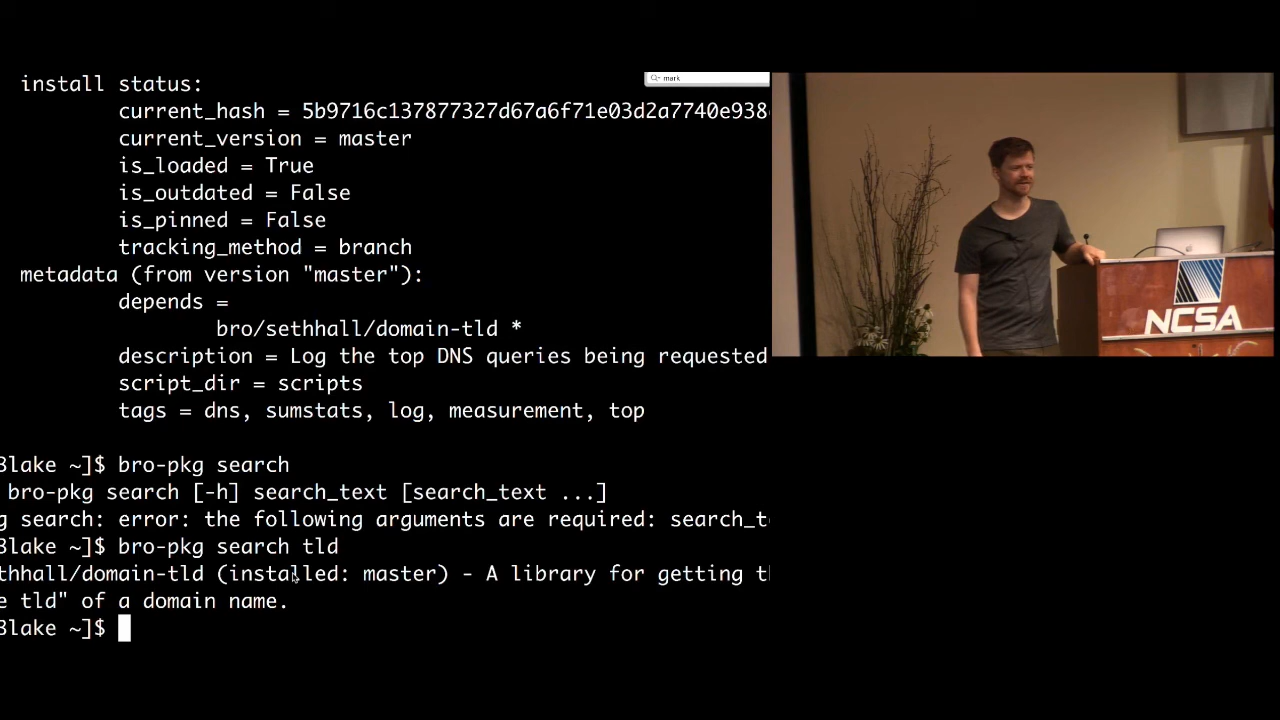 install status:
current_hash = 5b9716c137877327d67a6f71e03d2a7740e938
current_version = master
is_loaded = True
is_outdated = False
is_pinned = False
tracking_method = branch
metadata (from version "master"):
depends =
bro/sethhall/domain-tld *
description = Log the top DNS queries being requested
script_dir = scripts
tags = dns, sumstats, log, measurement, top
Blake ~]$ bro-pkg search
bro-pkg search [-h] search_text [search_text ...]
g search: error: the following arguments are required: search_t
Blake ~]$ bro-pkg search tld
thhall/domain-tld (installed: master) - A library for getting t
e tld" of a domain name.
Blake ~]$
mark
NCSA